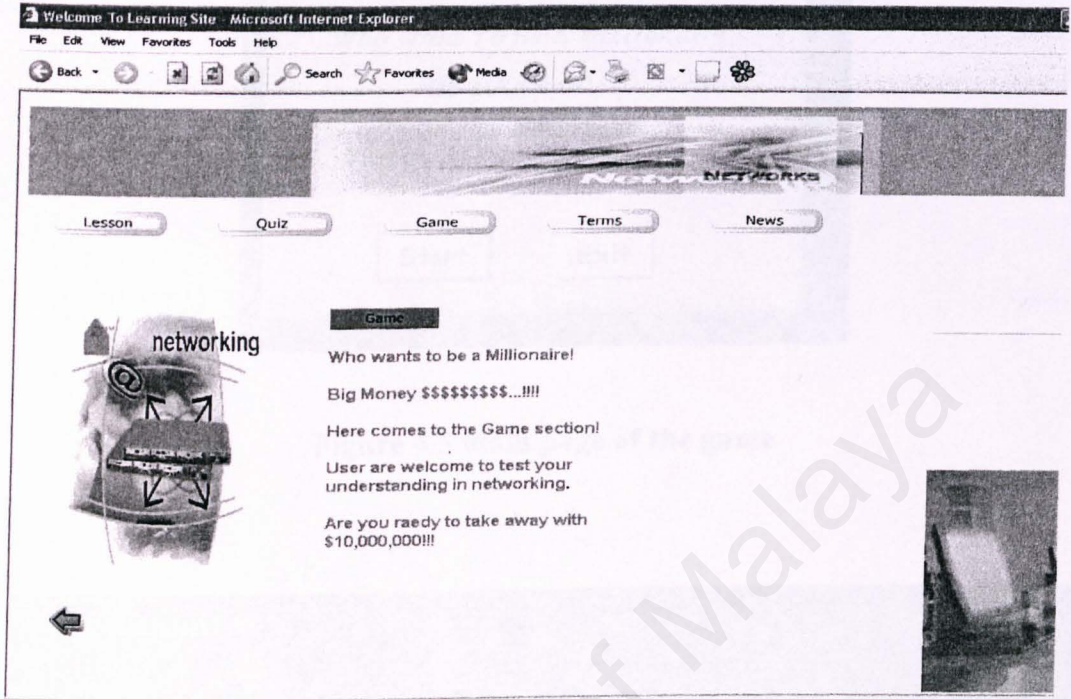 Welcome To Learning Site - Microsoft Internet Explorer
File Edit View Favorites Tools Help
Back Search Favorites Media
NETWORKS
Lesson Quiz Game Terms News
networking
@
Game
Who wants to be a Millionaire!
Big Money $$$$$$$$$...!!!!
Here comes to the Game section!
User are welcome to test your
understanding in networking.
Are you raedy to take away with
$10,000,000!!!
of Malaya